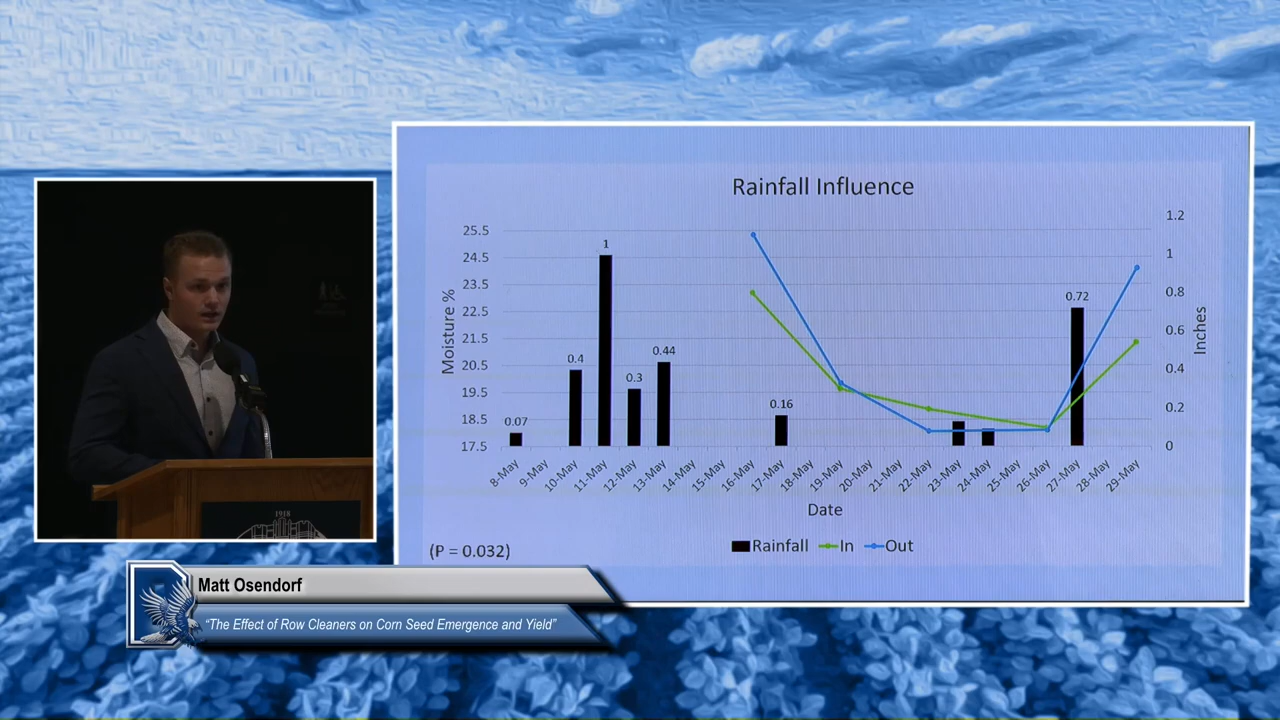 Rainfall Influence
1.2
25.5
24.5
23.5
22.5
21.5
20.5
19.5
18.5
17.5
1
0.8
0.6
0.4
0.2
0
Moisture %
Inches
0.07
0.4
1
0.3
0.44
0.16
0.72
8-May
9-May
10-May
11-May
12-May
13-May
14-May
15-May
16-May
17-May
18-May
19-May
20-May
21-May
22-May
23-May
24-May
25-May
26-May
27-May
28-May
29-May
Date
Rainfall In Out
(P = 0.032)
1918
Matt Osendorf
“The Effect of Row Cleaners on Corn Seed Emergence and Yield”